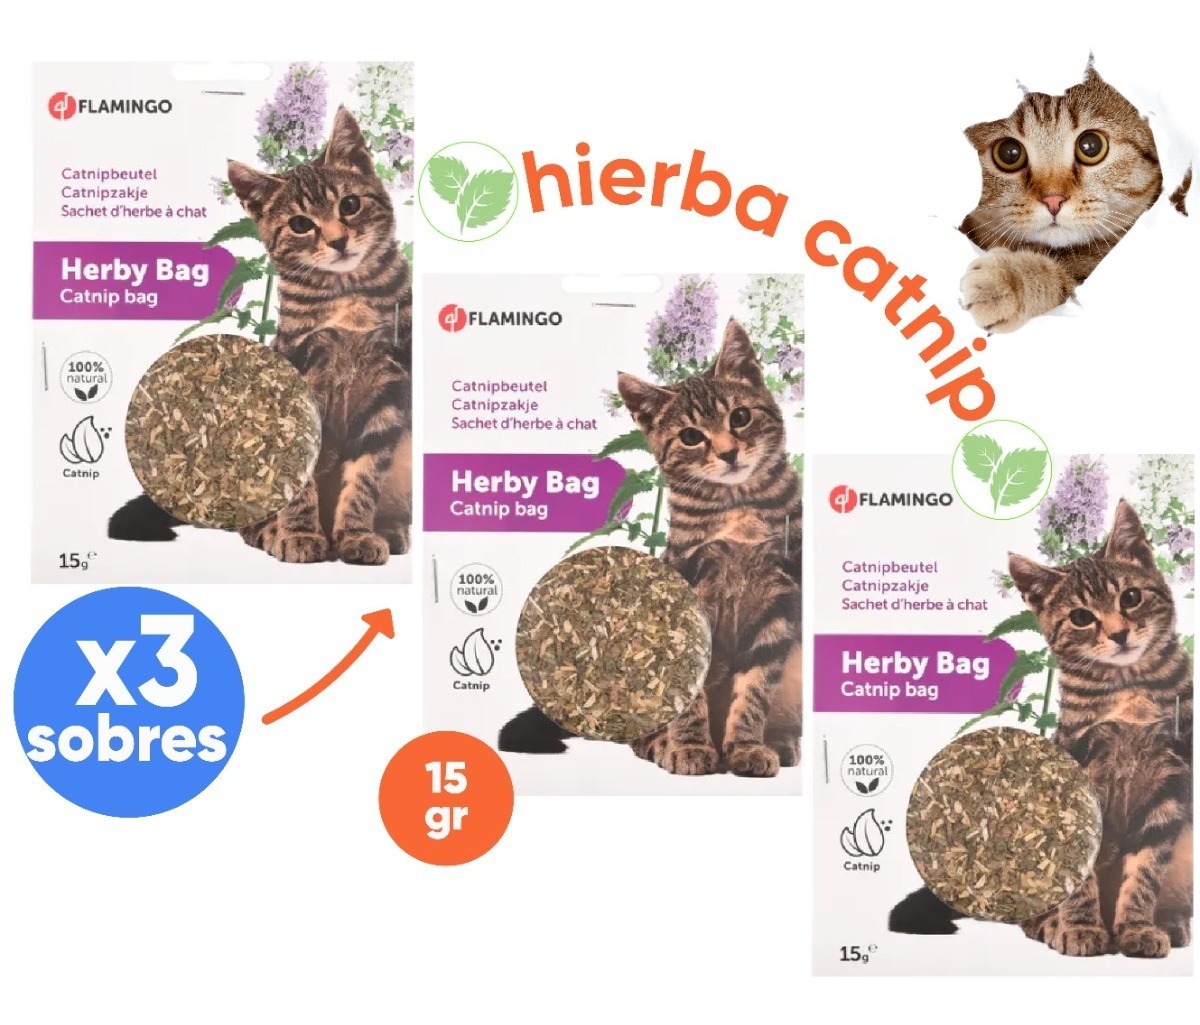 FLAMINGO
Catnipbeutel
Catnipzakje
Sachet d'herbe à chat
Herby Bag
Catnip bag
100%
natural
Catnip
15g e
hierba catnip
FLAMINGO
Catnipbeutel
Catnipzakje
Sachet d'herbe à chat
Herby Bag
Catnip bag
100%
natural
Catnip
x3
sobres
15
gr
FLAMINGO
Catnipbeutel
Catnipzakje
Sachet d'herbe à chat
Herby Bag
Catnip bag
100%
natural
Catnip
15g e